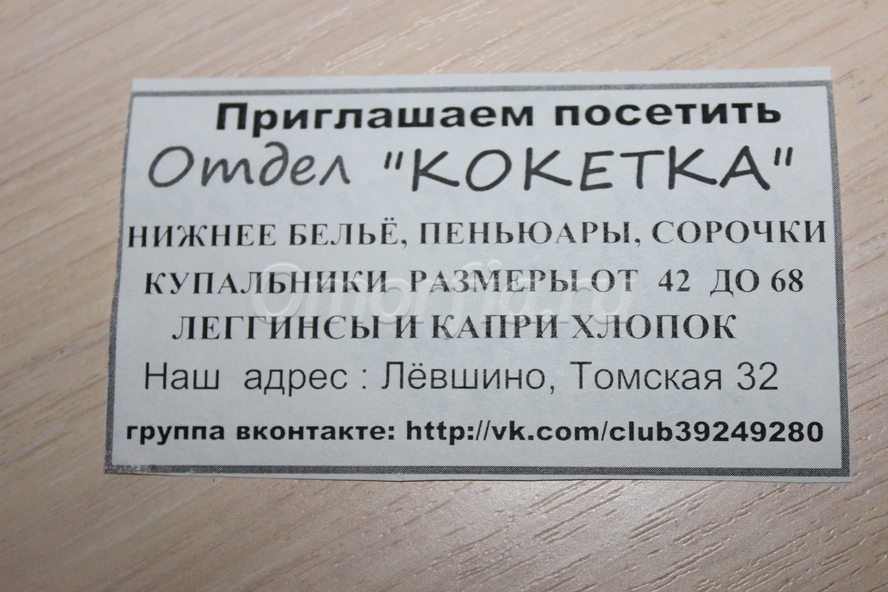 Приглашаем посетить
Отдел "КОКЕТКА"
НИЖНЕЕ БЕЛЬЁ, ПЕНЬЮАРЫ, СОРОЧКИ
КУПАЛЬНИКИ РАЗМЕРЫ ОТ 42 ДО 68
ЛЕГГИНСЫ И КАПРИ ХЛОПОК
Наш адрес : Лёвшино, Томская 32
группа вконтакте: http://vk.com/club39249280